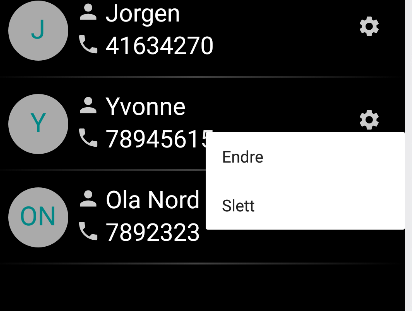 J
Jorgen
41634270
Y
Yvonne
78945615
Endre
Slett
ON
Ola Nord
7892323